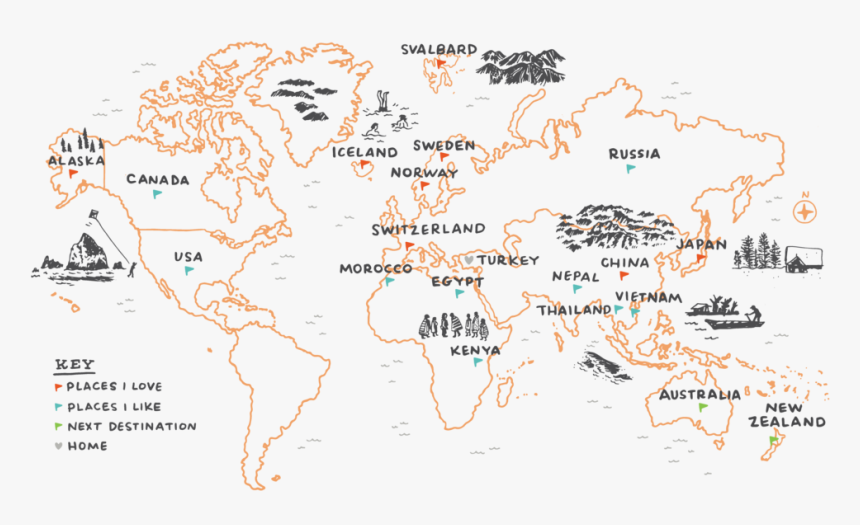 SVALBARD
ICELAND
SWEDEN
NORWAY
ALASKA
CANADA
RUSSIA
N
USA
SWITZERLAND
TURKEY
MOROCCO
EGYPT
JAPAN
CHINA
NEPAL
VIETNAM
THAILAND
KENYA
KEY
PLACES I LOVE
PLACES I LIKE
NEXT DESTINATION
HOME
AUSTRALIA
NEW
ZEALAND